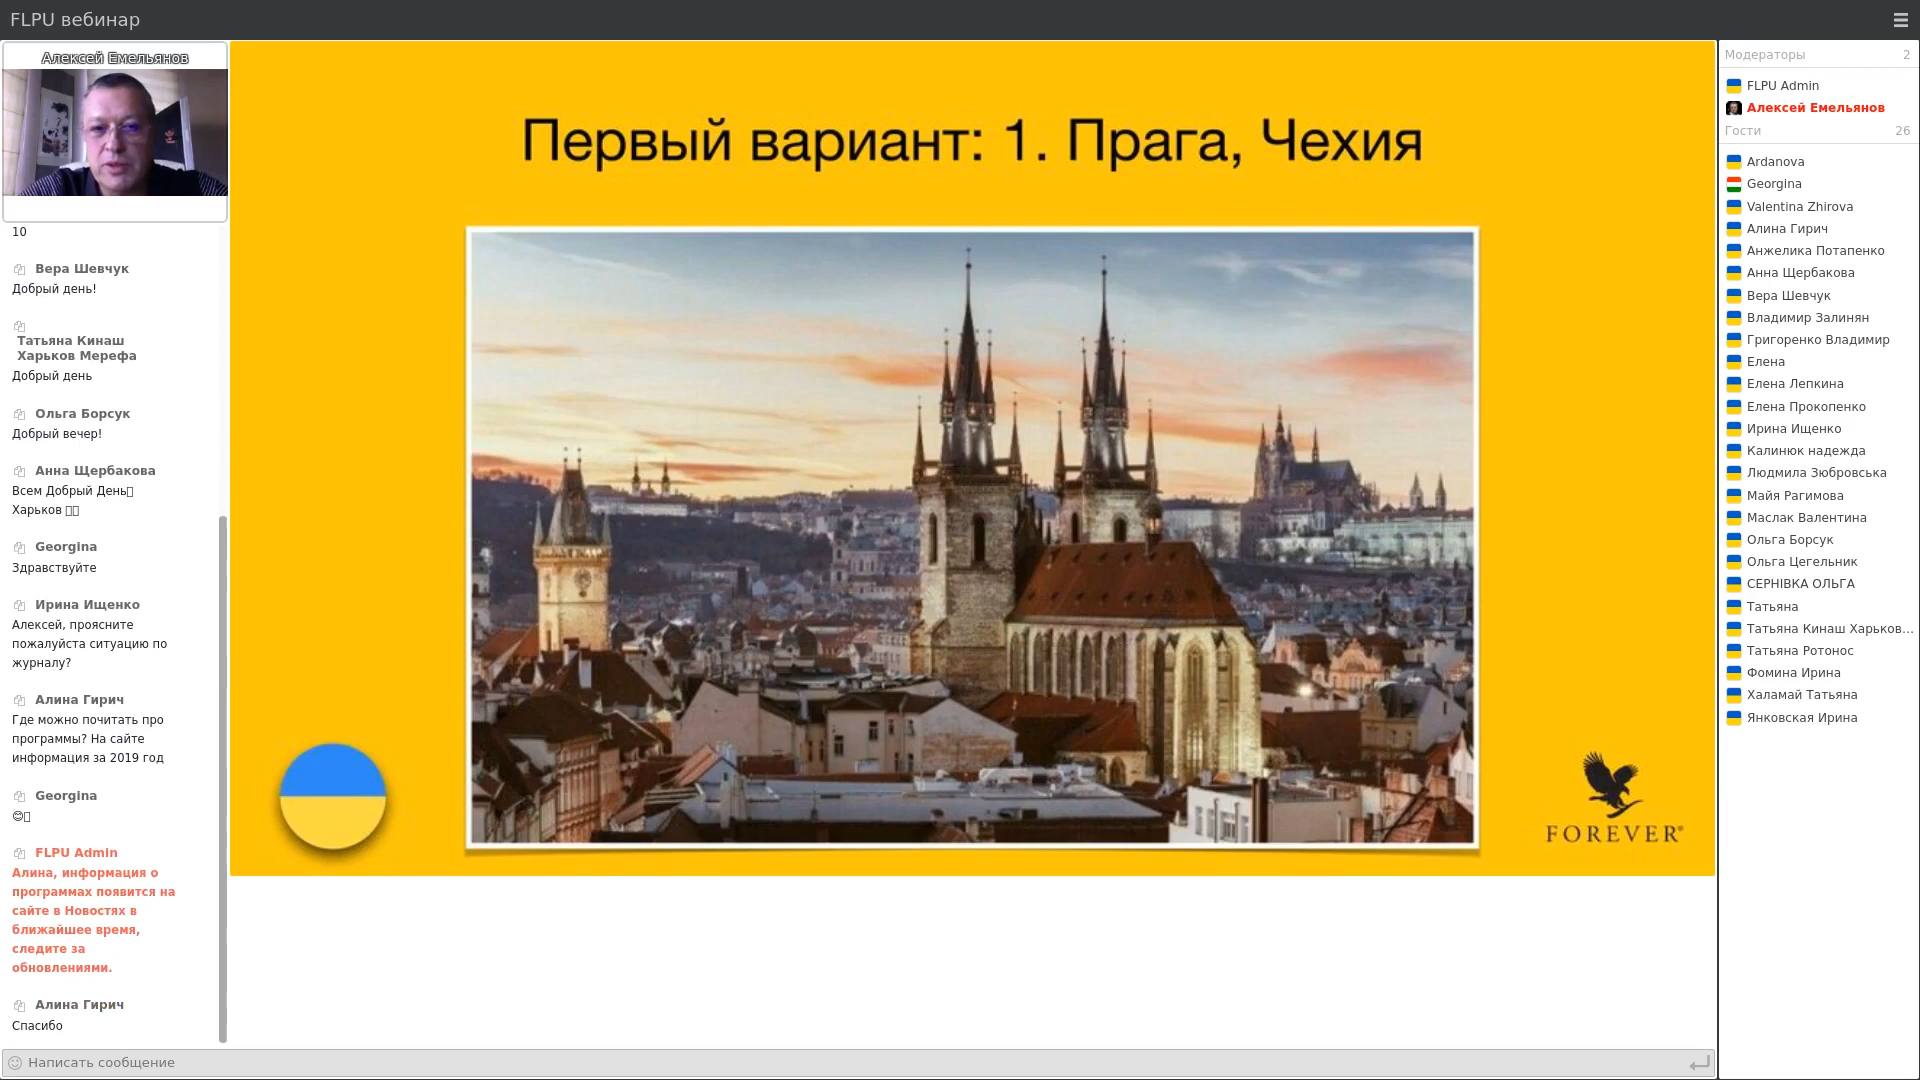 FLPU вебинар
Алексей Емельянов
10
Вера Шевчук
Добрый день!
Татьяна Кинаш
Харьков Мерефа
Добрый день
Ольга Борсук
Добрый вечер!
Анна Щербакова
Всем Добрый День
Харьков
Georgina
Здравствуйте
Ирина Ищенко
Алексей, проясните
пожалуйста ситуацию по
журналу?
Алина Гирич
Где можно почитать про
программы? На сайте
информация за 2019 год
Georgina
😊
FLPU Admin
Алина, информация о
программах появится на
сайте в Новостях в
ближайшее время,
следите за
обновлениями.
Алина Гирич
Спасибо
Написать сообщение
Первый вариант: 1. Прага, Чехия
FOREVER®
Модераторы 2
FLPU Admin
Алексей Емельянов
Гости 26
Ardanova
Georgina
Valentina Zhirova
Алина Гирич
Анжелика Потапенко
Анна Щербакова
Вера Шевчук
Владимир Залинян
Григоренко Владимир
Елена
Елена Лепкина
Елена Прокопенко
Ирина Ищенко
Калинюк надежда
Людмила Зюбровська
Майя Рагимова
Маслак Валентина
Ольга Борсук
Ольга Цегельник
СЕРНІВКА ОЛЬГА
Татьяна
Татьяна Кинаш Харьков...
Татьяна Ротонос
Фомина Ирина
Халамай Татьяна
Янковская Ирина